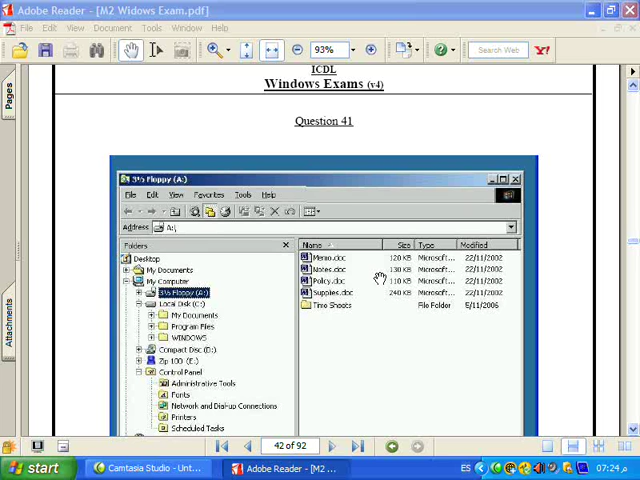 Adobe Reader - [M2 Widows Exam.pdf]
File Edit View Document Tools Window Help
93%
Search Web
Pages
Attachments
ICDL
Windows Exams (v4)
Question 41
3½ Floppy (A:)
File Edit View Favorites Tools Help
Address A:\
Folders
Name Size Type Modified
Desktop
My Documents
My Computer
3½ Floppy (A:)
Local Disk (C:)
My Documents
Program Files
WINDOWS
Compact Disc (D:)
Zip 100 (E:)
Control Panel
Administrative Tools
Fonts
Network and Dial-up Connections
Printers
Scheduled Tasks
Memo.doc 120 KB Microsoft... 22/11/2002
Notes.doc 130 KB Microsoft... 22/11/2002
Policy.doc 110 KB Microsoft... 22/11/2002
Supplies.doc 240 KB Microsoft... 22/11/2002
Time Sheets File Folder 5/11/2006
42 of 92
start
Camtasia Studio - Unt...
Adobe Reader - [M2 ...
ES
07:24 م